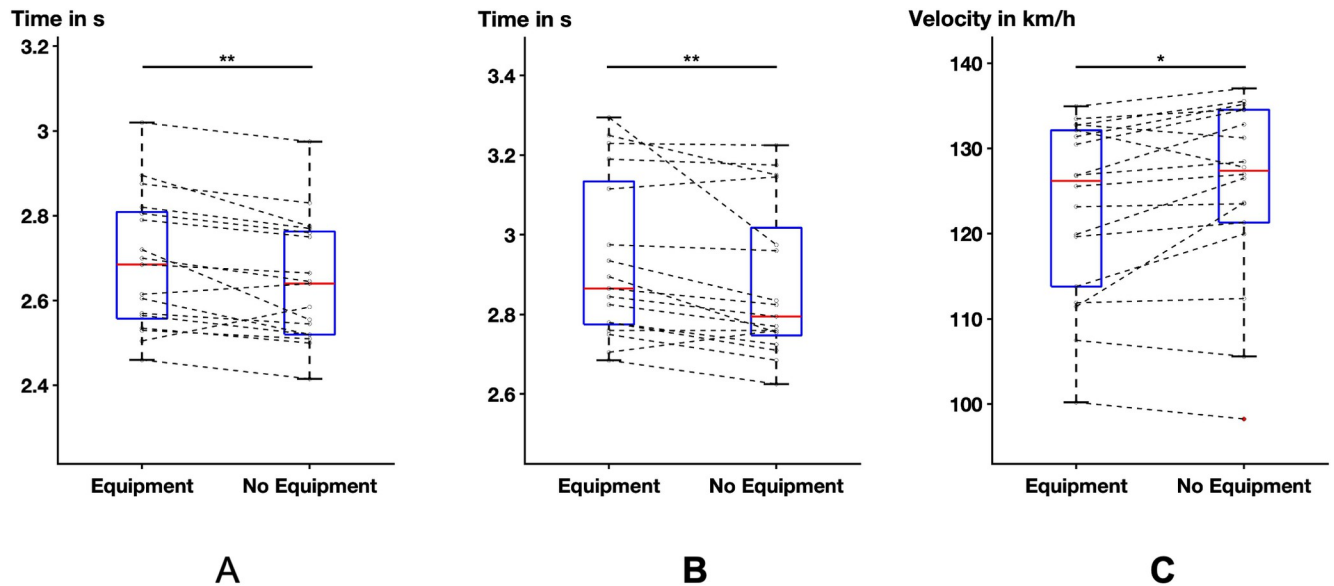 Time in s
3.2
3
2.8
2.6
2.4
**
Equipment
No Equipment
A
Time in s
3.4
3.2
3
2.8
2.6
**
Equipment
No Equipment
B
Velocity in km/h
140
130
120
110
100
*
Equipment
No Equipment
C